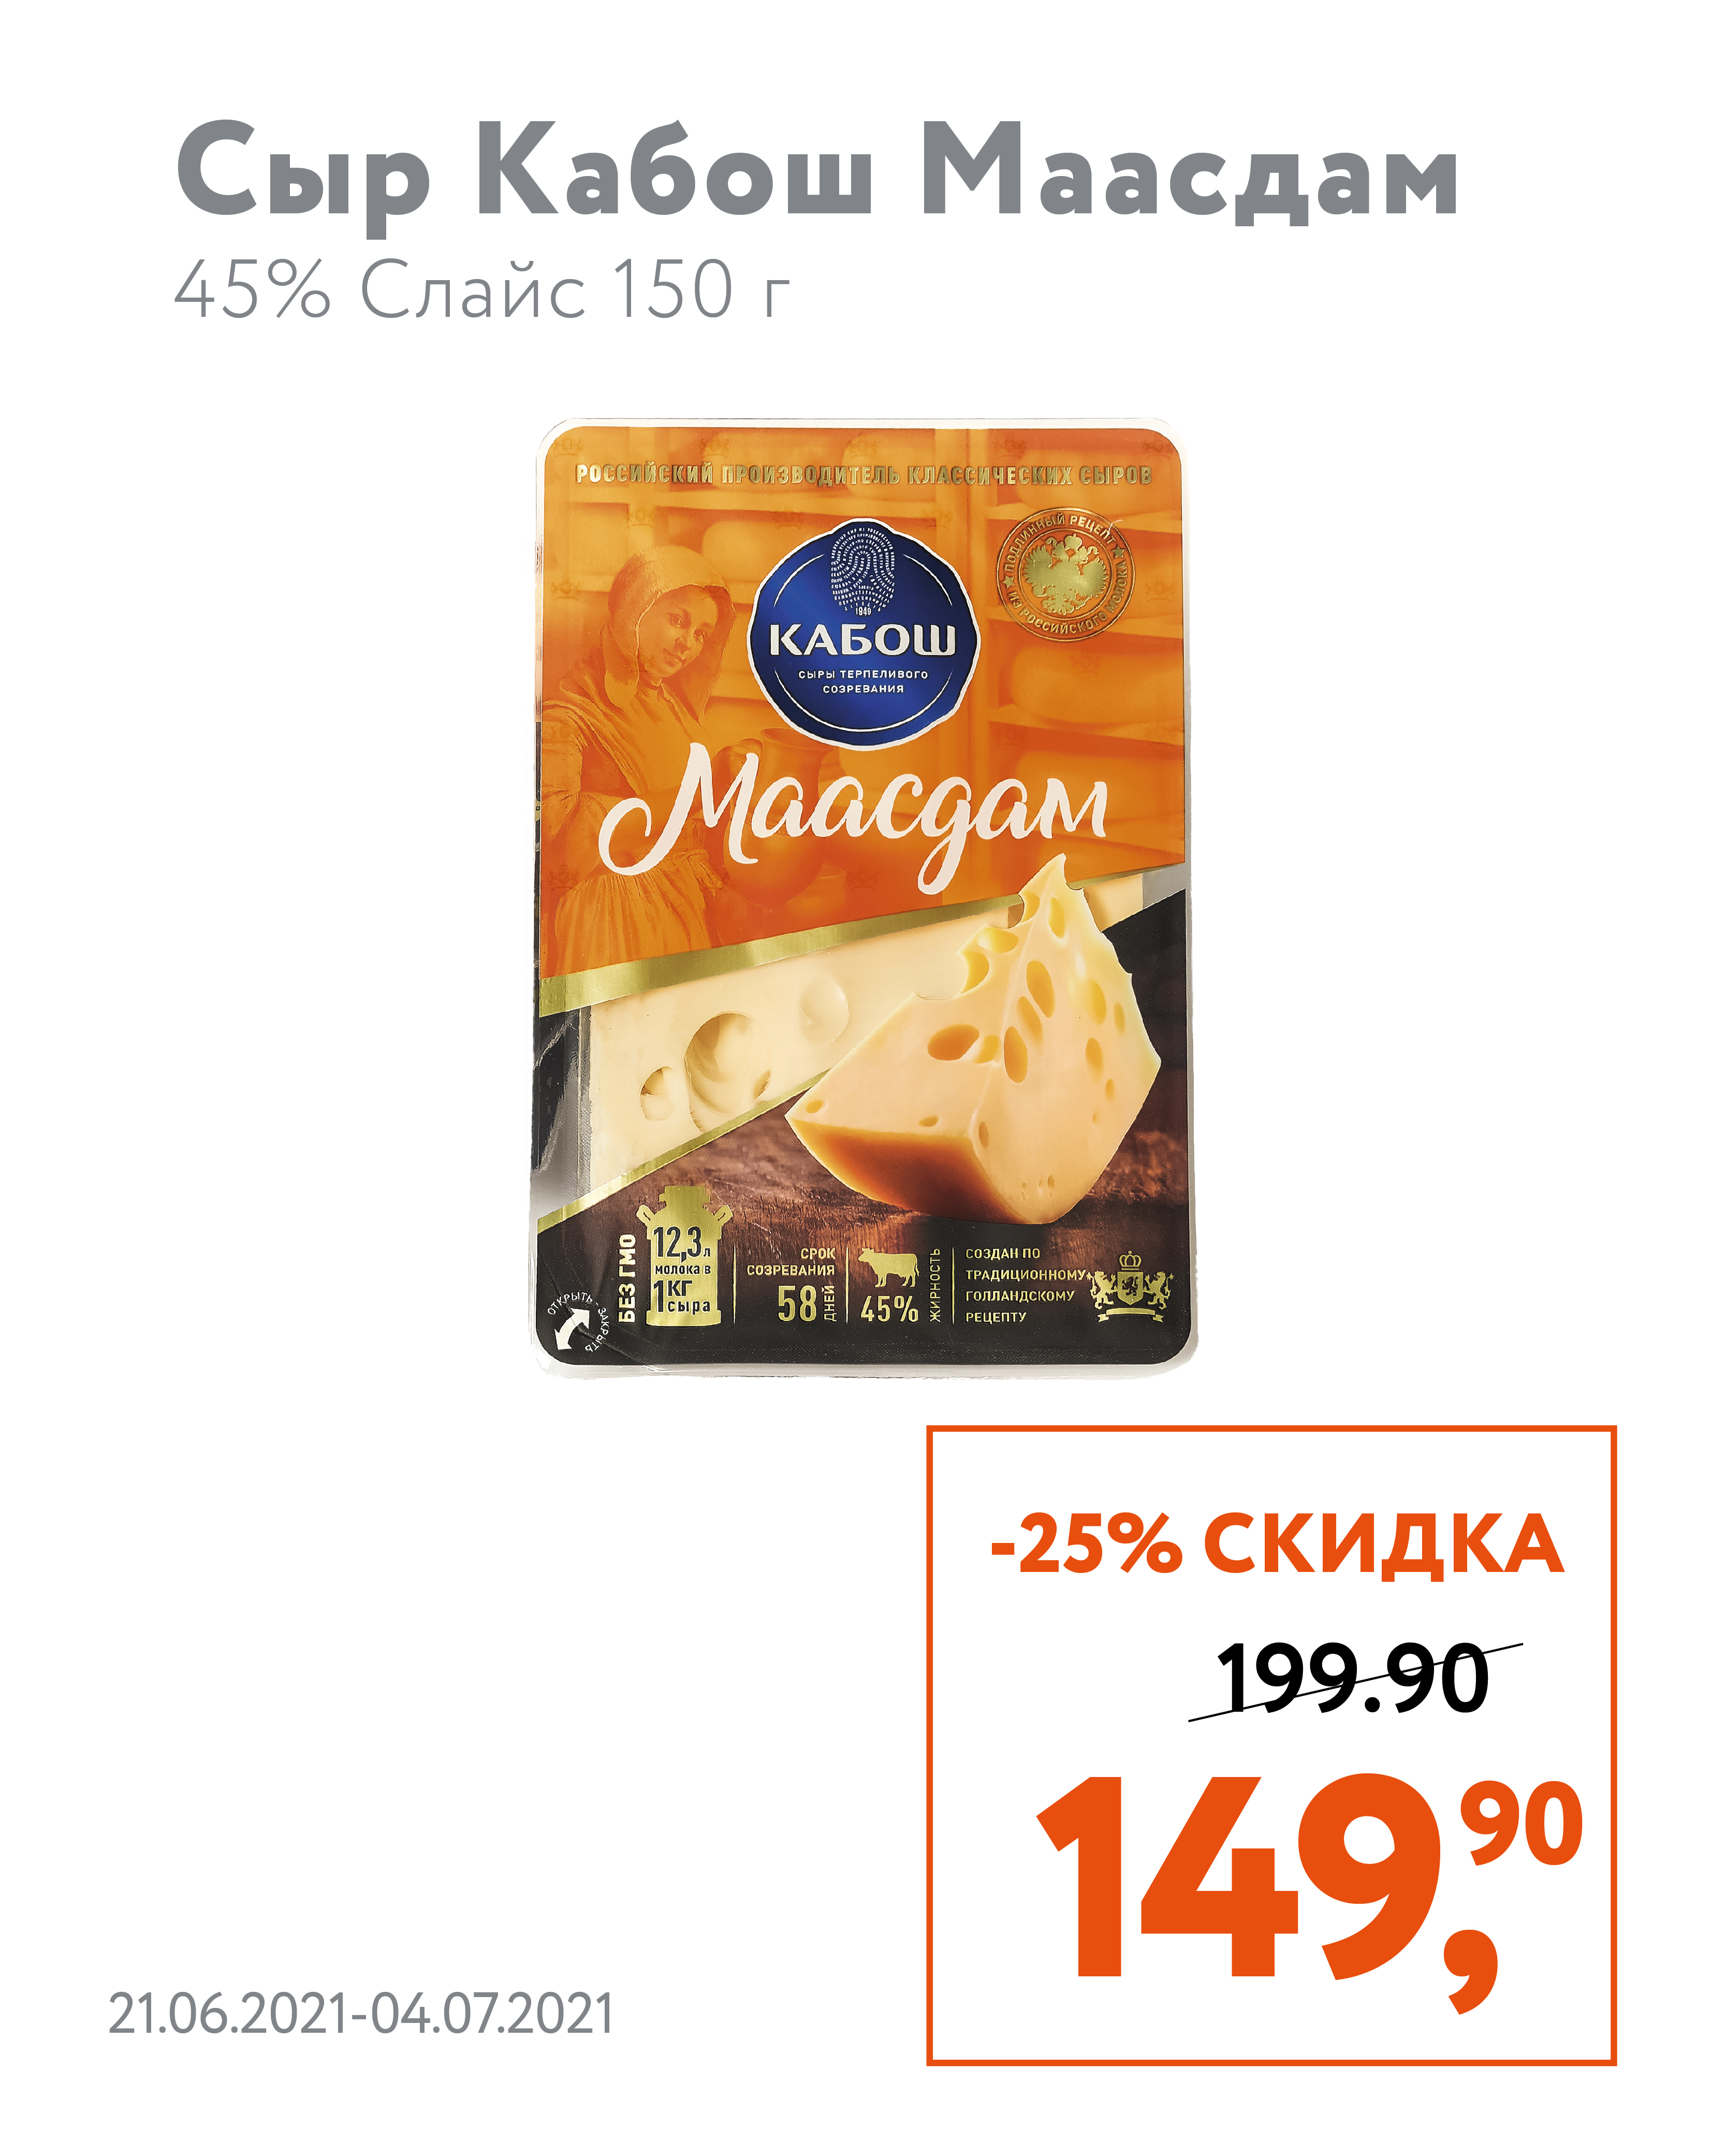 Сыр Кабош Маасдам
45% Слайс 150 г
РОССИЙСКИЙ ПРОИЗВОДИТЕЛЬ КЛАССИЧЕСКИХ СЫРОВ
ПОДЛИННЫЙ РЕЦЕПТ
ИЗ РОССИЙСКОГО МОЛОКА
1949
КАБОШ
СЫРЫ ТЕРПЕЛИВОГО
СОЗРЕВАНИЯ
Маасдам
БЕЗ ГМО
12,3л
молока в
1КГ
сыра
СРОК
СОЗРЕВАНИЯ
58 ДНЕЙ
45% ЖИРНОСТЬ
СОЗДАН ПО
ТРАДИЦИОННОМУ
ГОЛЛАНДСКОМУ
РЕЦЕПТУ
ОТКРЫТЬ - ЗАКРЫТЬ
-25% СКИДКА
199.90
149,90
21.06.2021-04.07.2021